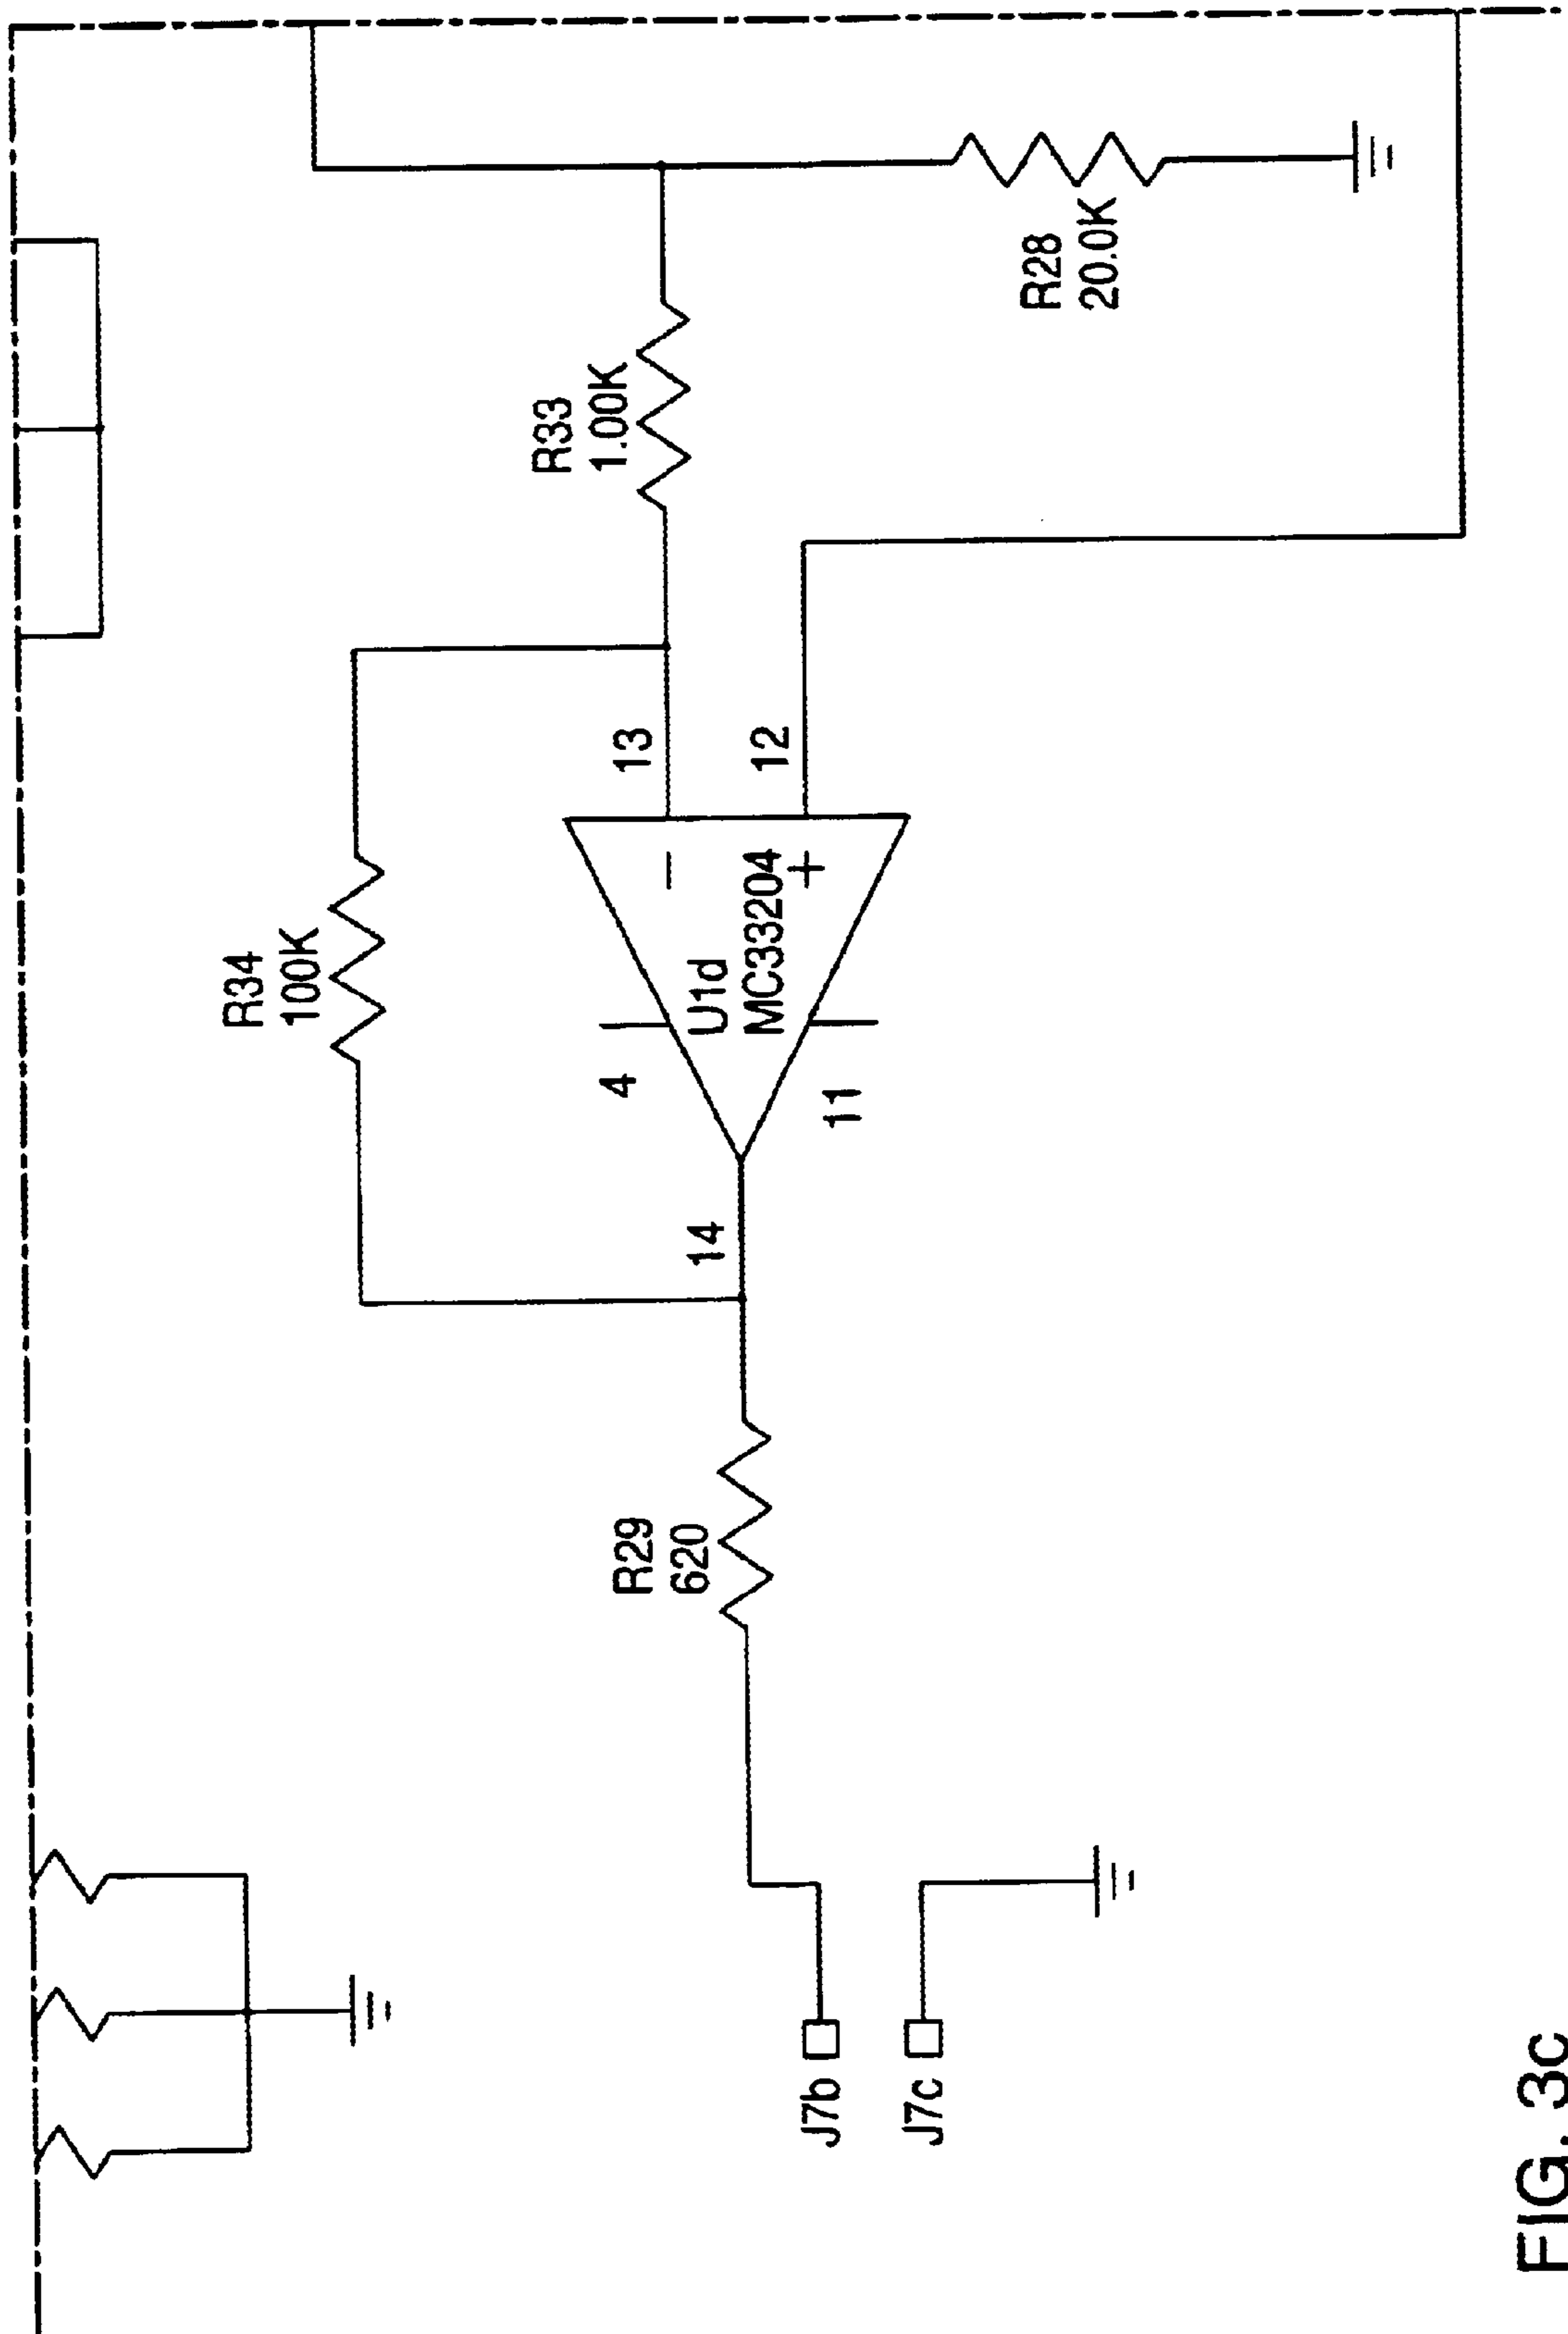 R34
100K
R33
1.00K
R29
620
14
4
13
U1d
MC33204
−
+
12
11
J7b
J7c
R28
20.0K
FIG. 3c